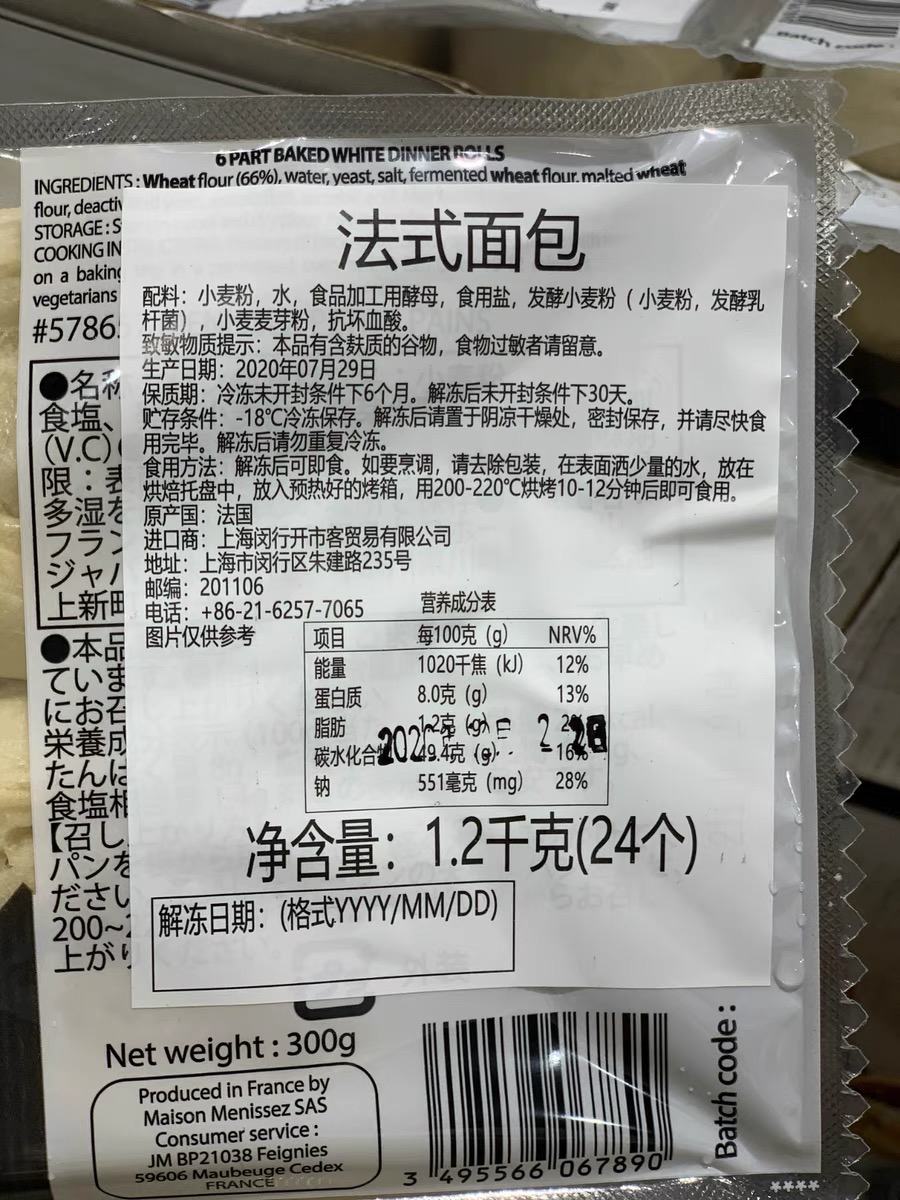 Batch code:
6 PART BAKED WHITE DINNER ROLLS
INGREDIENTS : Wheat flour (66%), water, yeast, salt, fermented wheat flour, malted wheat
flour, deactiv
STORAGE : S
COOKING IN
on a baking
vegetarians
#5786
法式面包
配料：小麦粉，水，食品加工用酵母，食用盐，发酵小麦粉（小麦粉，发酵乳
杆菌），小麦麦芽粉，抗坏血酸。
致敏物质提示：本品有含麸质的谷物，食物过敏者请留意。
生产日期：2020年07月29日
保质期：冷冻未开封条件下6个月。解冻后未开封条件下30天。
贮存条件：-18℃冷冻保存。解冻后请置于阴凉干燥处，密封保存，并请尽快食
用完毕。解冻后请勿重复冷冻。
食用方法：解冻后可即食。如要烹调，请去除包装，在表面洒少量的水，放在
烘焙托盘中，放入预热好的烤箱，用200-220℃烘烤10-12分钟后即可食用。
原产国：法国
进口商：上海闵行开市客贸易有限公司
地址：上海市闵行区朱建路235号
邮编：201106
电话：+86-21-6257-7065
图片仅供参考
营养成分表
项目 每100克（g） NRV%
能量 1020千焦（kJ） 12%
蛋白质 8.0克（g） 13%
脂肪 1.2克（g）
碳水化合 49.4克（g） 16%
钠 551毫克（mg） 28%
净含量：1.2千克(24个)
解冻日期：(格式YYYY/MM/DD)
●名称
食塩、
(V.C)
限：表
多湿を
フラン
ジャパ
上新田
●本品
ていま
にお召
栄養成
たんぱ
食塩相
【召し
パンを
ださい
200~
上がり
Net weight : 300g
Produced in France by
Maison Menissez SAS
Consumer service :
JM BP21038 Feignies
59606 Maubeuge Cedex
FRANCE
3 495566 067890
Batch code :
****